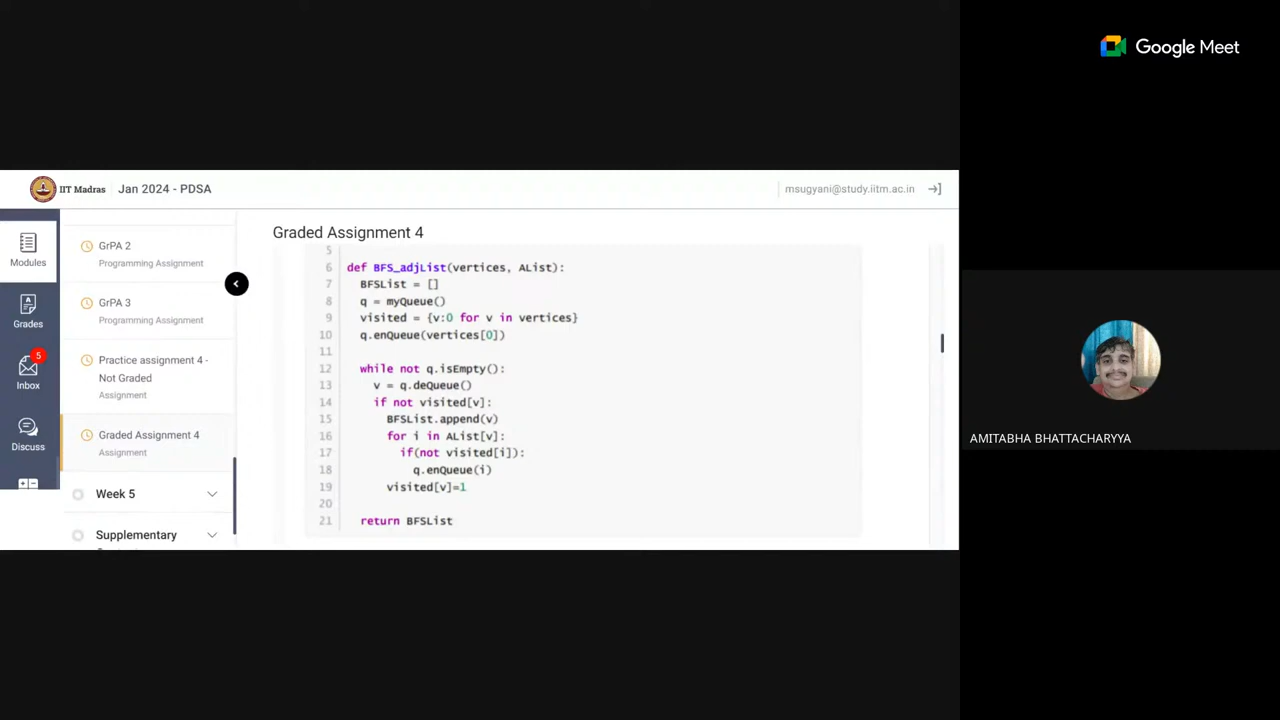 Google Meet
IIT Madras
Jan 2024 - PDSA
msugyani@study.iitm.ac.in
Modules
Grades
5
Inbox
Discuss
GrPA 2
Programming Assignment
GrPA 3
Programming Assignment
Practice assignment 4 -
Not Graded
Assignment
Graded Assignment 4
Assignment
Week 5
Supplementary
Graded Assignment 4
5
6 def BFS_adjList(vertices, AList):
7 BFSList = []
8 q = myQueue()
9 visited = {v:0 for v in vertices}
10 q.enQueue(vertices[0])
11
12 while not q.isEmpty():
13 v = q.deQueue()
14 if not visited[v]:
15 BFSList.append(v)
16 for i in AList[v]:
17 if(not visited[i]):
18 q.enQueue(i)
19 visited[v]=1
20
21 return BFSList
AMITABHA BHATTACHARYYA